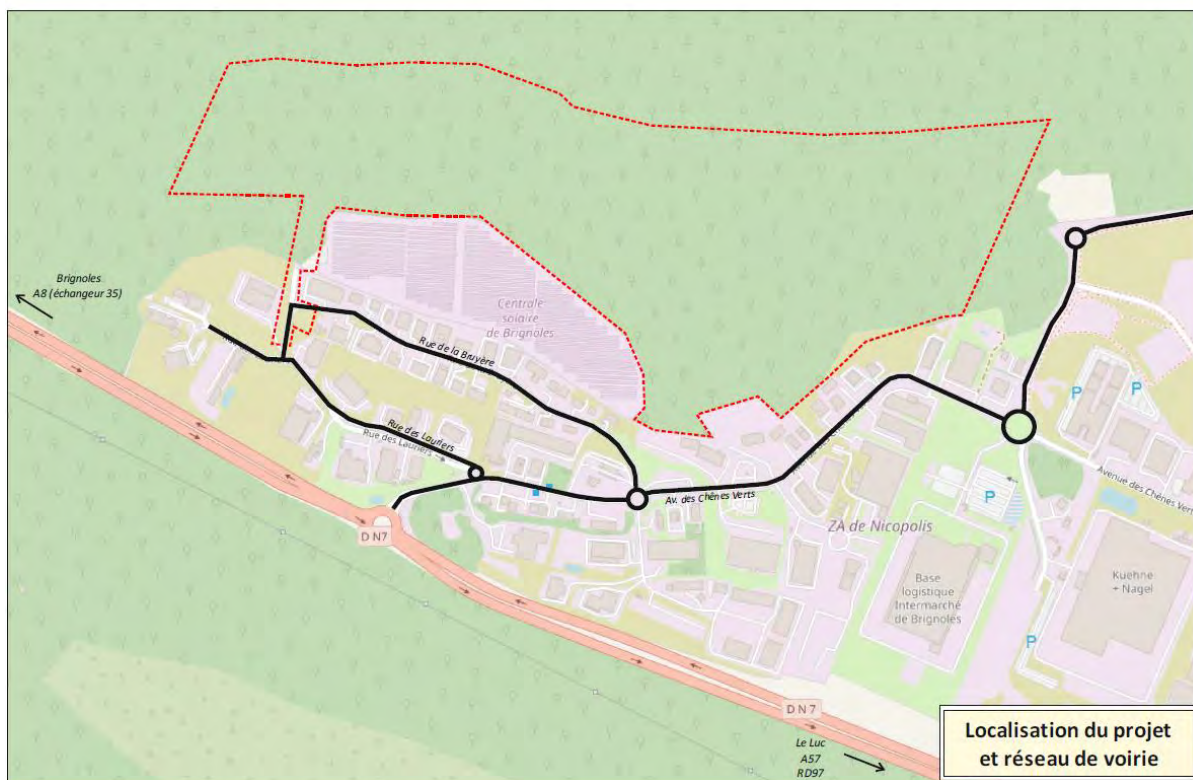 Brignoles
A8 (échangeur 35)
Centrale
solaire
de Brignoles
Rue de la Bruyère
Rue des Lauriers
Rue des Lauriers
Av. des Chênes Verts
D N7
ZA de Nicopolis
P
P
P
P
Avenue des Chênes Verts
Base
logistique
Intermarché
de Brignoles
Kuehne
+ Nagel
D N 7
Le Luc
A57
RD97
Localisation du projet
et réseau de voirie